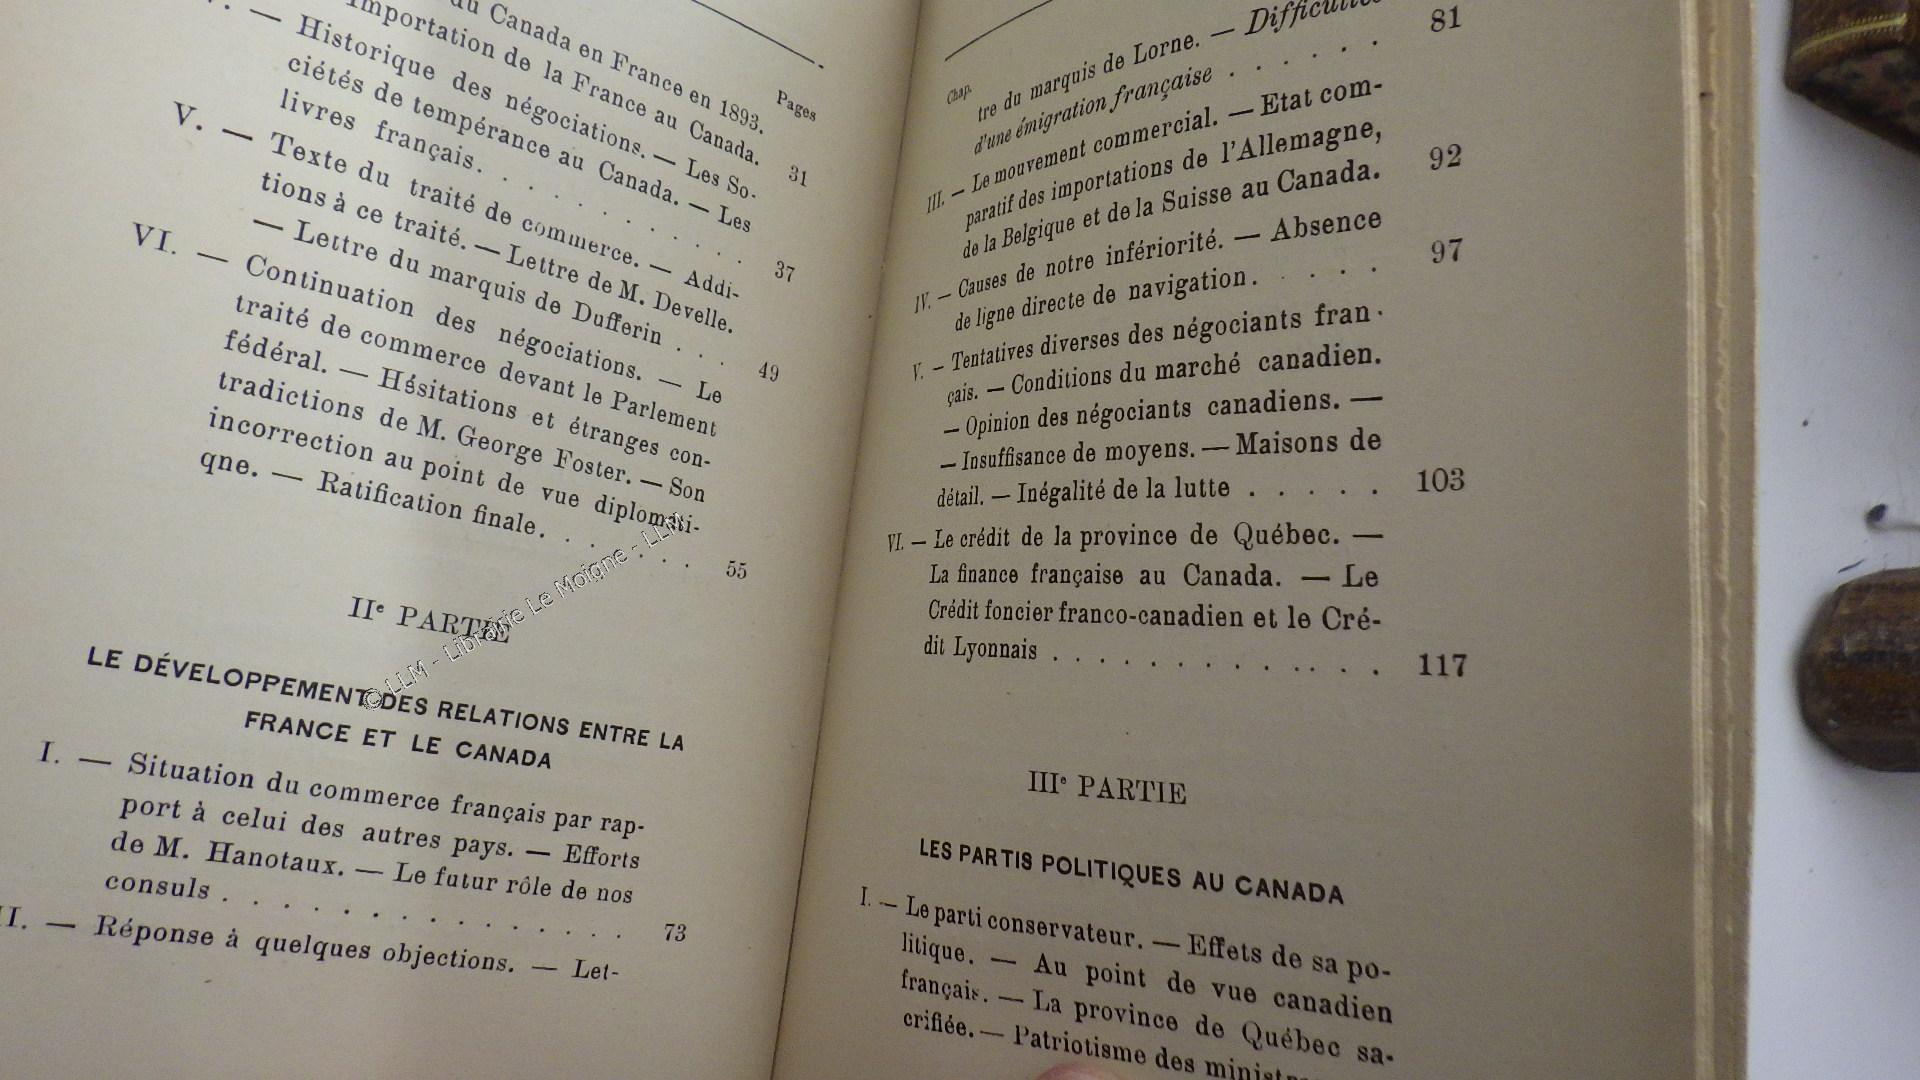 du Canada en France en 1893.
Importation de la France au Canada.
Pages
31
— Historique des négociations. — Les So-
ciétés de tempérance au Canada. — Les
livres français. . . . . . . . .
37
V. — Texte du traité de commerce. — Addi-
tions à ce traité. — Lettre de M. Develle.
— Lettre du marquis de Dufferin . . .
49
VI. — Continuation des négociations. — Le
traité de commerce devant le Parlement
fédéral. — Hésitations et étranges con-
tradictions de M. George Foster. — Son
incorrection au point de vue diplomati-
qne. — Ratification finale. . . . . . .
55
IIe PARTIE
LE DÉVELOPPEMENT DES RELATIONS ENTRE LA
FRANCE ET LE CANADA
I. — Situation du commerce français par rap-
port à celui des autres pays. — Efforts
de M. Hanotaux. — Le futur rôle de nos
consuls . . . . . . . . . . . 73
II. — Réponse à quelques objections. — Let-
© LLM - Librairie Le Moigne - LLM
Chap.
tre du marquis de Lorne. — Difficultés
d'une émigration française . . . . . . 81
III. — Le mouvement commercial. — Etat com-
paratif des importations de l'Allemagne,
de la Belgique et de la Suisse au Canada. 92
IV. — Causes de notre infériorité. — Absence
de ligne directe de navigation. . . . . 97
V. — Tentatives diverses des négociants fran-
çais. — Conditions du marché canadien.
— Opinion des négociants canadiens. —
— Insuffisance de moyens. — Maisons de
détail. — Inégalité de la lutte . . . . . 103
VI. — Le crédit de la province de Québec. —
La finance française au Canada. — Le
Crédit foncier franco-canadien et le Cré-
dit Lyonnais . . . . . . . . . . . . 117
IIIe PARTIE
LES PARTIS POLITIQUES AU CANADA
I. — Le parti conservateur. — Effets de sa po-
litique. — Au point de vue canadien
français. — La province de Québec sa-
crifiée. — Patriotisme des